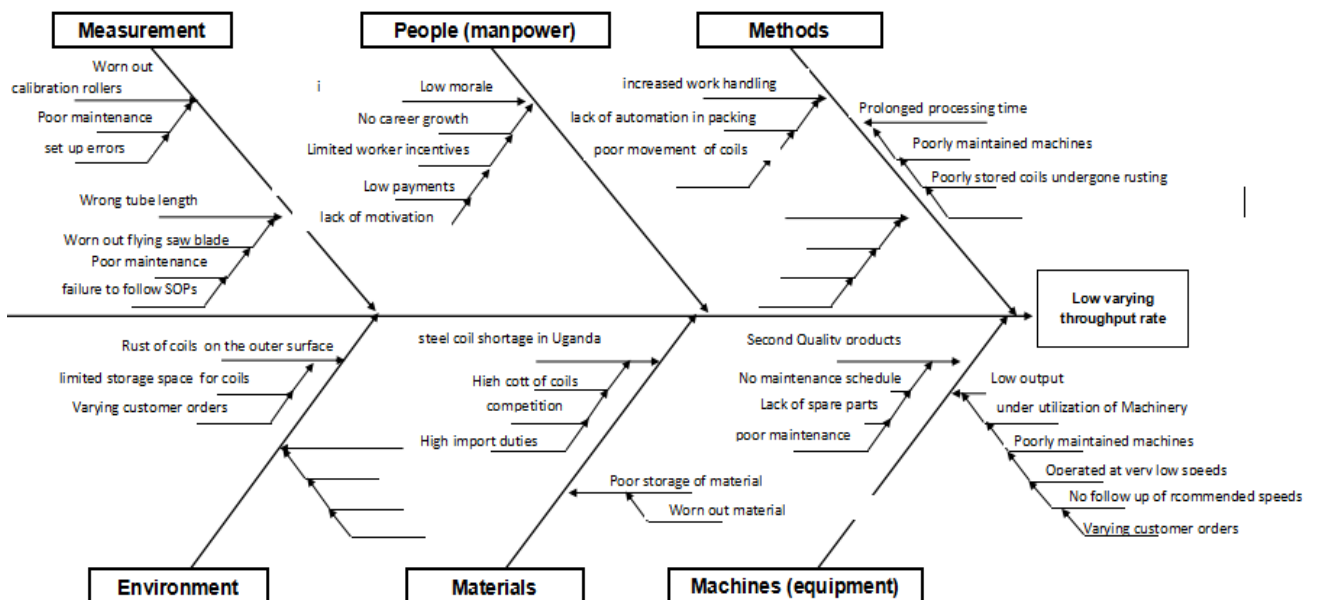 Measurement
People (manpower)
Methods
Worn out
calibration rollers
Poor maintenance
set up errors
Wrong tube length
Worn out flying saw blade
Poor maintenance
failure to follow SOPs
i
Low morale
No career growth
Limited worker incentives
Low payments
lack of motivation
increased work handling
lack of automation in packing
poor movement of coils
Prolonged processing time
Poorly maintained machines
Poorly stored coils undergone rusting
Low varying
throughput rate
Rust of coils on the outer surface
limited storage space for coils
Varying customer orders
steel coil shortage in Uganda
High cott of coils
competition
High import duties
Poor storage of material
Worn out material
Second Quality products
No maintenance schedule
Lack of spare parts
poor maintenance
Low output
under utilization of Machinery
Poorly maintained machines
Operated at very low speeds
No follow up of rcommended speeds
Varying customer orders
Environment
Materials
Machines (equipment)